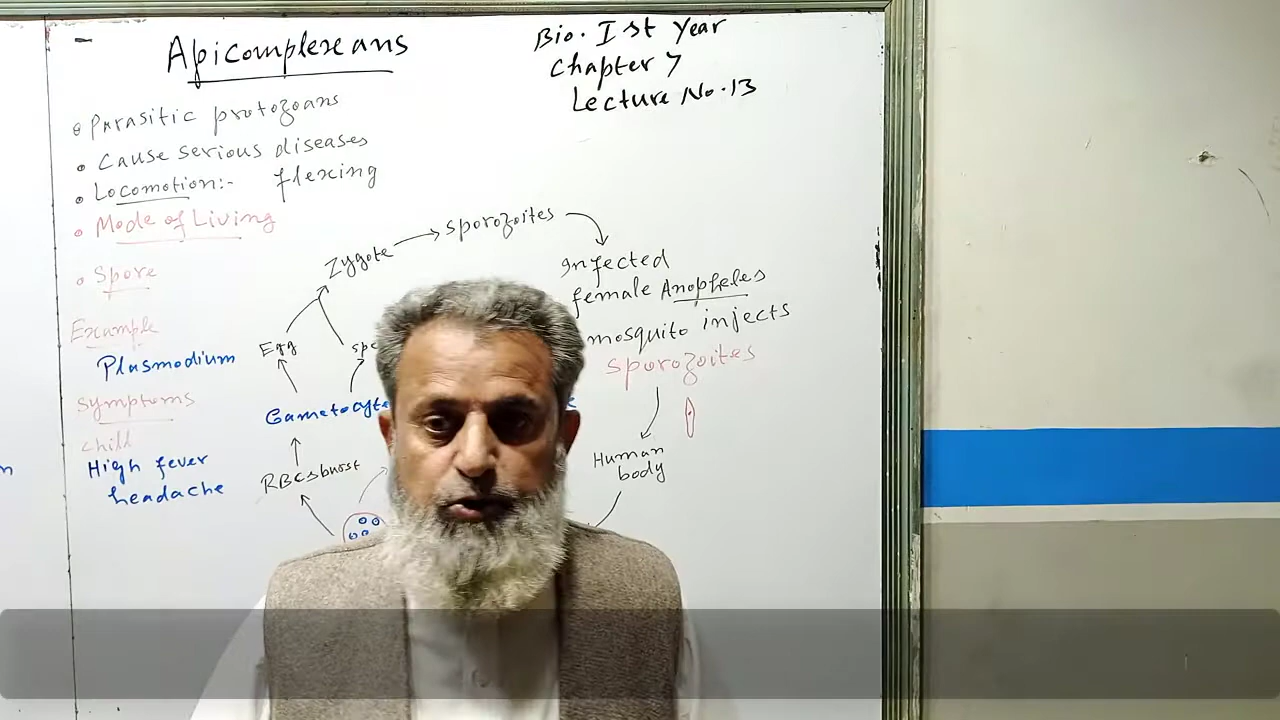 Apicomplexeans
Bio. Ist Year
Chapter 7
Lecture No. 13
Parasitic protozoans
Cause serious diseases
Locomotion:- flexing
Mode of Living
Spore
Example
Plasmodium
Symptoms
chill
High fever
headache
Zygote
sporozoites
Infected
female Anopheles
mosquito injects
sporozoites
Human
body
Egg
Gametocyte
RBCs burst